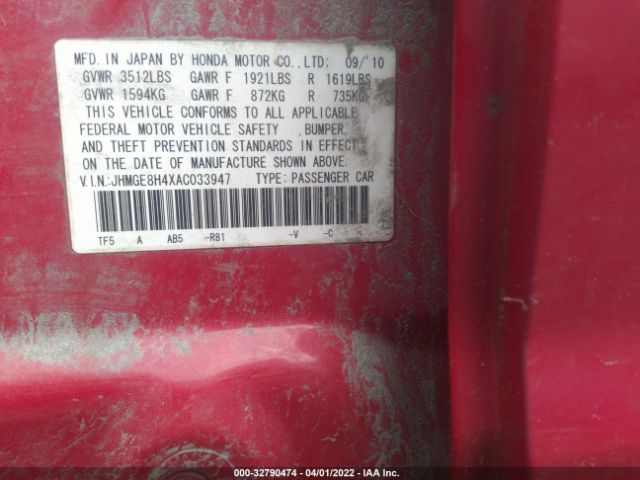 MFD. IN JAPAN BY HONDA MOTOR CO.,LTD: 09/'10
GVWR 3512LBS GAWR F 1921LBS R 1619LBS
GVWR 1594KG GAWR F 872KG R 735KG
THIS VEHICLE CONFORMS TO ALL APPLICABLE
FEDERAL MOTOR VEHICLE SAFETY ,BUMPER,
AND THEFT PREVENTION STANDARDS IN EFFECT
ON THE DATE OF MANUFACTURE SHOWN ABOVE.
V.I.N.:JHMGE8H4XAC033947 TYPE: PASSENGER CAR
TF5 A AB5 -R81 -V -C
000-32790474 - 04/01/2022 - IAA Inc.